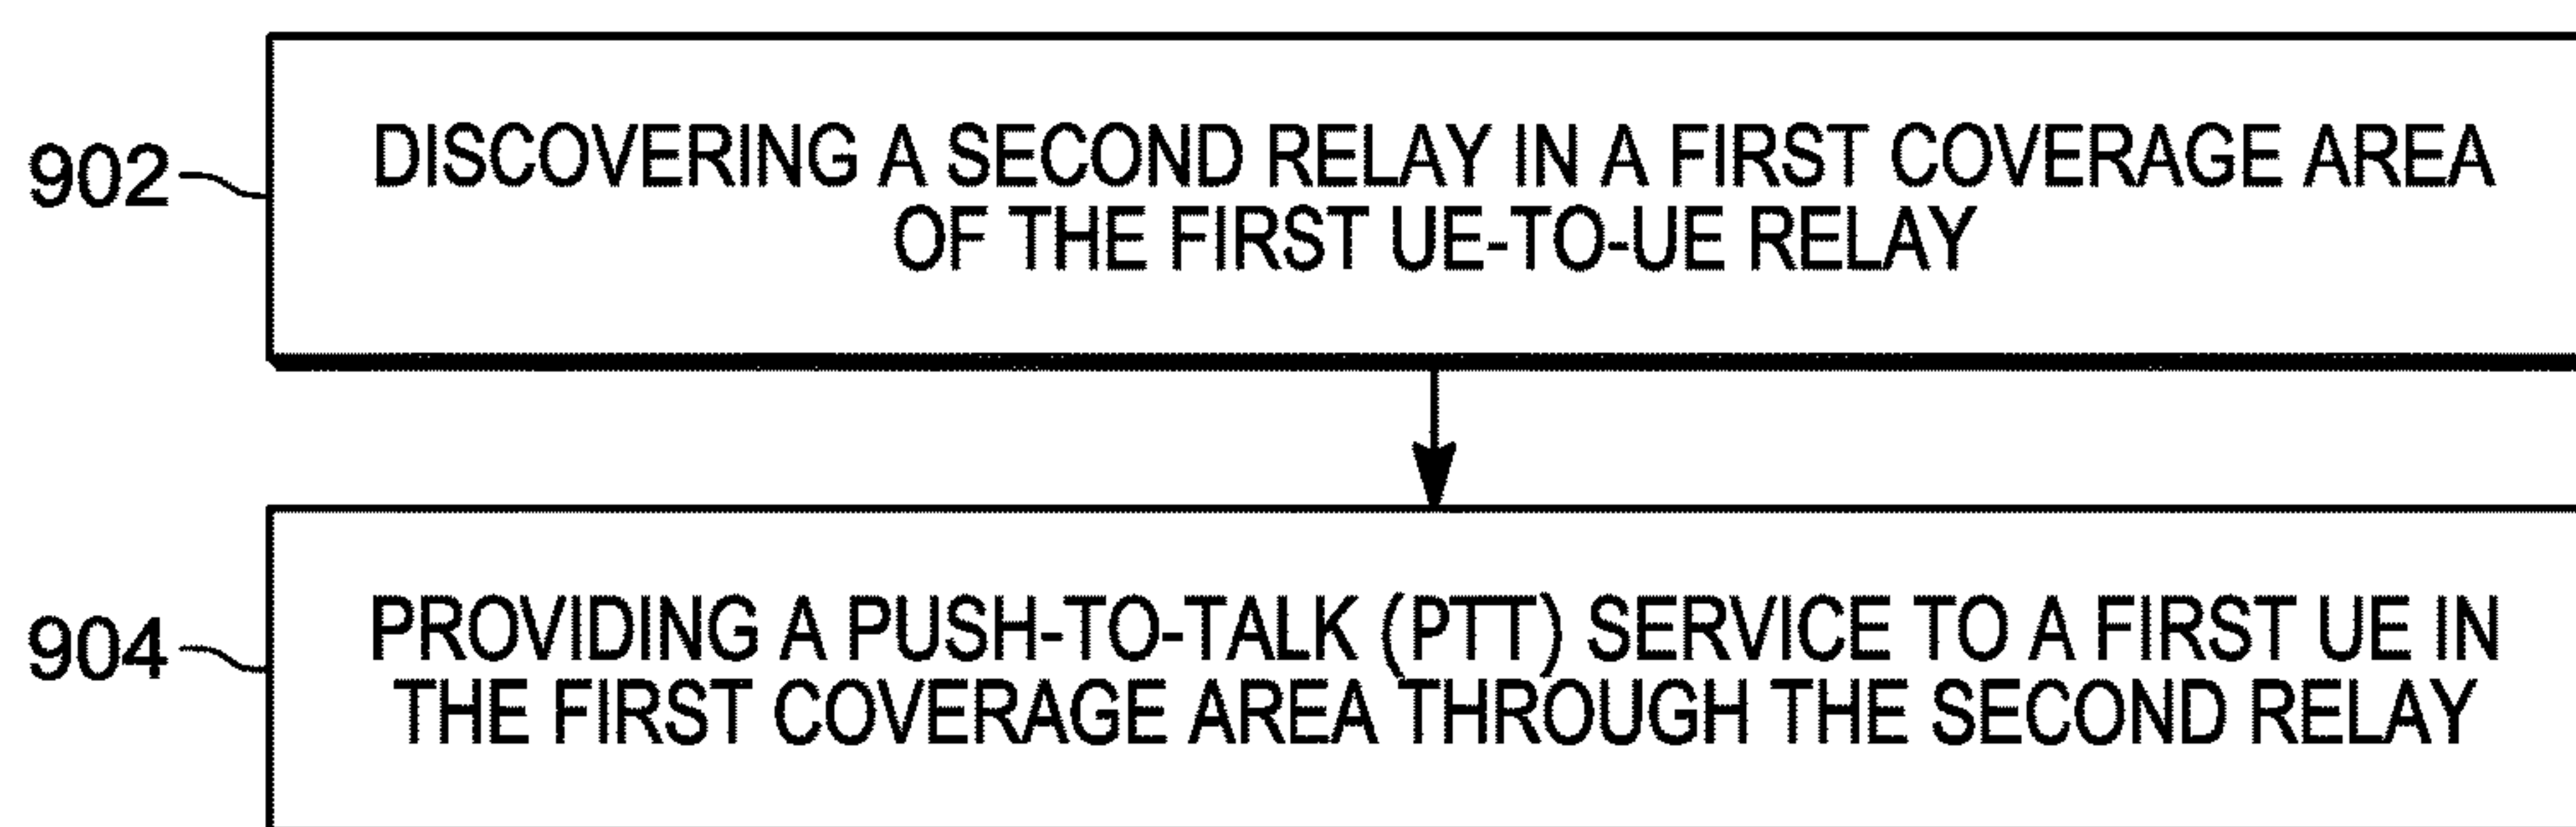 902
DISCOVERING A SECOND RELAY IN A FIRST COVERAGE AREA
OF THE FIRST UE-TO-UE RELAY
904
PROVIDING A PUSH-TO-TALK (PTT) SERVICE TO A FIRST UE IN
THE FIRST COVERAGE AREA THROUGH THE SECOND RELAY